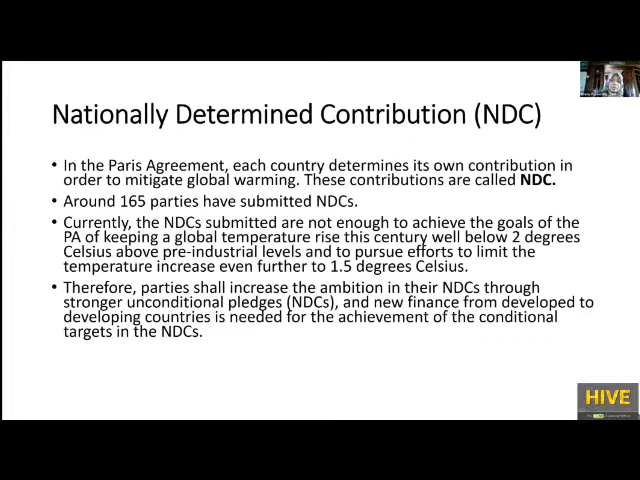 Nationally Determined Contribution (NDC)
• In the Paris Agreement, each country determines its own contribution in
order to mitigate global warming. These contributions are called NDC.
• Around 165 parties have submitted NDCs.
• Currently, the NDCs submitted are not enough to achieve the goals of the
PA of keeping a global temperature rise this century well below 2 degrees
Celsius above pre-industrial levels and to pursue efforts to limit the
temperature increase even further to 1.5 degrees Celsius.
• Therefore, parties shall increase the ambition in their NDCs through
stronger unconditional pledges (NDCs), and new finance from developed to
developing countries is needed for the achievement of the conditional
targets in the NDCs.
HIVE